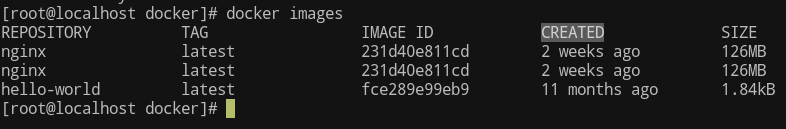 [root@localhost docker]# docker images
REPOSITORY TAG IMAGE ID CREATED SIZE
nginx latest 231d40e811cd 2 weeks ago 126MB
nginx latest 231d40e811cd 2 weeks ago 126MB
hello-world latest fce289e99eb9 11 months ago 1.84kB
[root@localhost docker]#